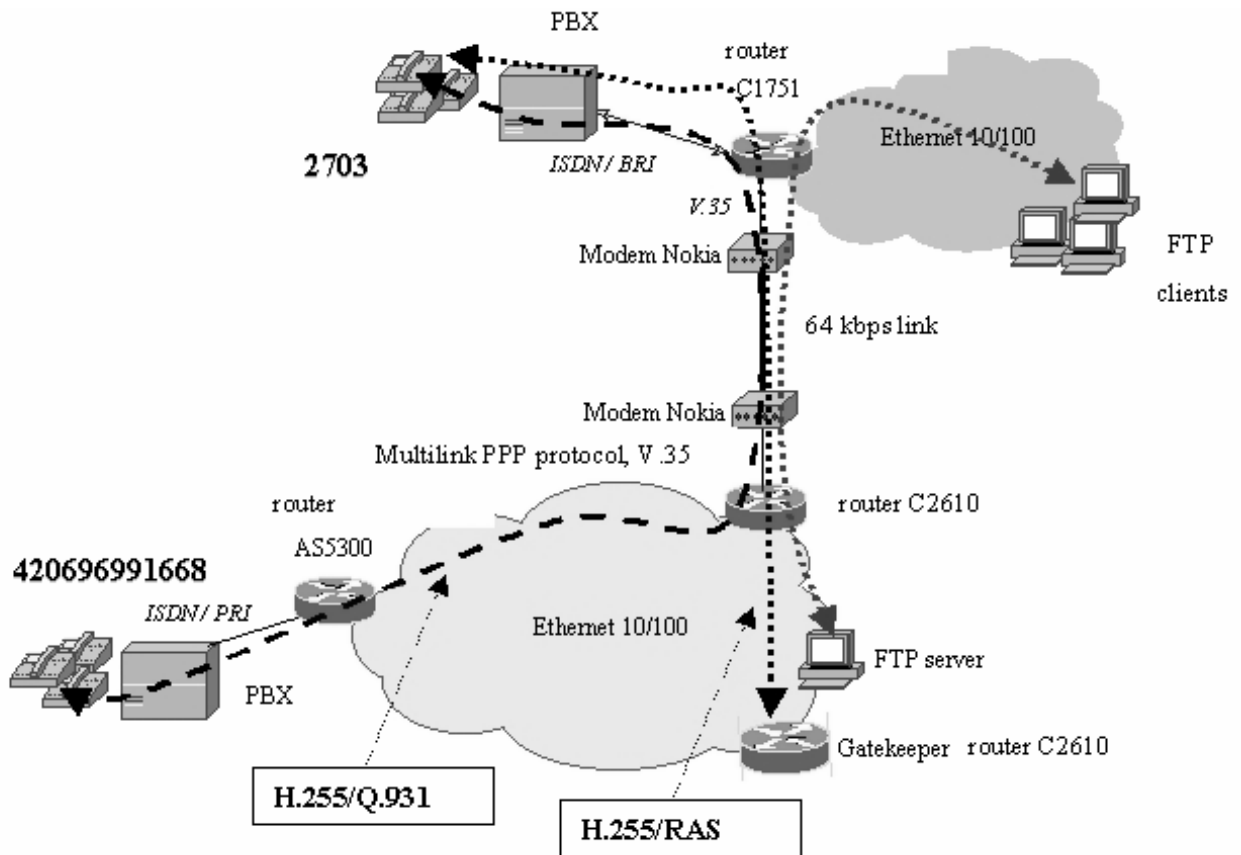 PBX
router
C1751
Ethernet 10/100
2703
ISDN / BRI
V.35
Modem Nokia
FTP
clients
64 kbps link
Modem Nokia
Multilink PPP protocol, V.35
router
AS5300
router C2610
420696991668
ISDN / PRI
Ethernet 10/100
FTP server
PBX
Gatekeeper router C2610
H.255/Q.931
H.255/RAS